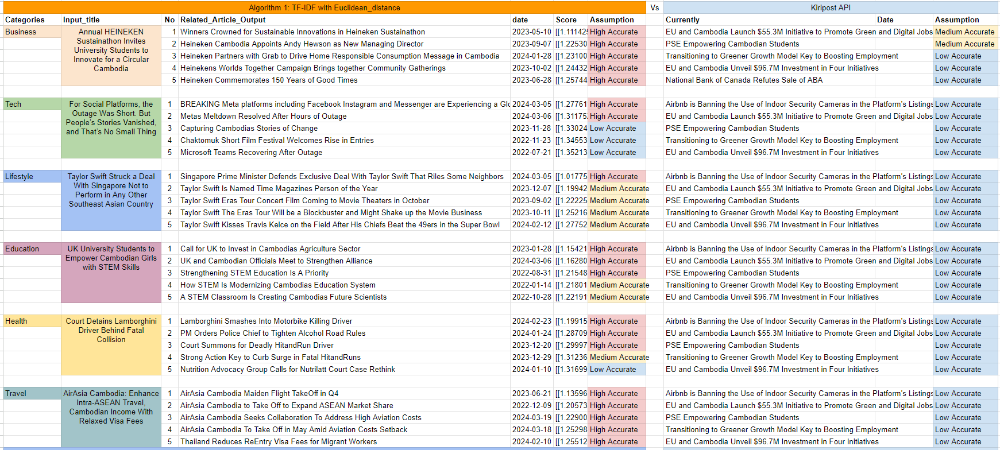 Algorithm 1: TF-IDF with Euclidean_distance Vs Kiripost API
Categories Input_title No Related_Article_Output date Score Assumption Currently Date Assumption
Business Annual HEINEKEN Sustainathon Invites University Students to Innovate for a Circular Cambodia
1 Winners Crowned for Sustainable Innovations in Heineken Sustainathon 2023-05-10 [[1.111425 High Accurate EU and Cambodia Launch $55.3M Initiative to Promote Green and Digital Jobs Medium Accurate
2 Heineken Cambodia Appoints Andy Hewson as New Managing Director 2023-09-07 [[1.22530 High Accurate PSE Empowering Cambodian Students Medium Accurate
3 Heineken Partners with Grab to Drive Home Responsible Consumption Message in Cambodia 2024-01-28 [[1.23100 High Accurate Transitioning to Greener Growth Model Key to Boosting Employment Low Accurate
4 Heinekens Worlds Together Campaign Brings together Community Gatherings 2023-10-02 [[1.24432 High Accurate EU and Cambodia Unveil $96.7M Investment in Four Initiatives Low Accurate
5 Heineken Commemorates 150 Years of Good Times 2023-06-28 [[1.25744 High Accurate National Bank of Canada Refutes Sale of ABA Low Accurate
Tech For Social Platforms, the Outage Was Short. But People's Stories Vanished, and That's No Small Thing
1 BREAKING Meta platforms including Facebook Instagram and Messenger are Experiencing a Glo 2024-03-05 [[1.27761 High Accurate Airbnb is Banning the Use of Indoor Security Cameras in the Platform's Listings Low Accurate
2 Metas Meltdown Resolved After Hours of Outage 2024-03-06 [[1.31175 High Accurate EU and Cambodia Launch $55.3M Initiative to Promote Green and Digital Jobs Low Accurate
3 Capturing Cambodias Stories of Change 2023-11-28 [[1.33024 Low Accurate PSE Empowering Cambodian Students Low Accurate
4 Chaktomuk Short Film Festival Welcomes Rise in Entries 2022-11-23 [[1.34553 Low Accurate Transitioning to Greener Growth Model Key to Boosting Employment Low Accurate
5 Microsoft Teams Recovering After Outage 2022-07-21 [[1.35213 Low Accurate EU and Cambodia Unveil $96.7M Investment in Four Initiatives Low Accurate
Lifestyle Taylor Swift Struck a Deal With Singapore Not to Perform in Any Other Southeast Asian Country
1 Singapore Prime Minister Defends Exclusive Deal With Taylor Swift That Riles Some Neighbors 2024-03-05 [[1.01775 High Accurate Airbnb is Banning the Use of Indoor Security Cameras in the Platform's Listings Low Accurate
2 Taylor Swift Is Named Time Magazines Person of the Year 2023-12-07 [[1.19942 Medium Accurate EU and Cambodia Launch $55.3M Initiative to Promote Green and Digital Jobs Low Accurate
3 Taylor Swift Eras Tour Concert Film Coming to Movie Theaters in October 2023-09-02 [[1.22225 Medium Accurate PSE Empowering Cambodian Students Low Accurate
4 Taylor Swift The Eras Tour Will be a Blockbuster and Might Shake up the Movie Business 2023-10-11 [[1.25216 Medium Accurate Transitioning to Greener Growth Model Key to Boosting Employment Low Accurate
5 Taylor Swift Kisses Travis Kelce on the Field After His Chiefs Beat the 49ers in the Super Bowl 2024-02-12 [[1.27752 Medium Accurate EU and Cambodia Unveil $96.7M Investment in Four Initiatives Low Accurate
Education UK University Students to Empower Cambodian Girls with STEM Skills
1 Call for UK to Invest in Cambodias Agriculture Sector 2023-01-28 [[1.15421 High Accurate Airbnb is Banning the Use of Indoor Security Cameras in the Platform's Listings Low Accurate
2 UK and Cambodian Officials Meet to Strengthen Alliance 2024-03-06 [[1.16280 High Accurate EU and Cambodia Launch $55.3M Initiative to Promote Green and Digital Jobs Low Accurate
3 Strengthening STEM Education Is A Priority 2022-08-31 [[1.21548 High Accurate PSE Empowering Cambodian Students Low Accurate
4 How STEM Is Modernizing Cambodias Education System 2022-01-14 [[1.21801 Medium Accurate Transitioning to Greener Growth Model Key to Boosting Employment Low Accurate
5 A STEM Classroom Is Creating Cambodias Future Scientists 2022-10-28 [[1.22191 Medium Accurate EU and Cambodia Unveil $96.7M Investment in Four Initiatives Low Accurate
Health Court Detains Lamborghini Driver Behind Fatal Collision
1 Lamborghini Smashes Into Motorbike Killing Driver 2024-02-23 [[1.19915 High Accurate Airbnb is Banning the Use of Indoor Security Cameras in the Platform's Listings Low Accurate
2 PM Orders Police Chief to Tighten Alcohol Road Rules 2024-01-24 [[1.28709 High Accurate EU and Cambodia Launch $55.3M Initiative to Promote Green and Digital Jobs Low Accurate
3 Court Summons for Deadly HitandRun Driver 2023-12-20 [[1.29997 High Accurate PSE Empowering Cambodian Students Low Accurate
4 Strong Action Key to Curb Surge in Fatal HitandRuns 2023-12-29 [[1.31236 Medium Accurate Transitioning to Greener Growth Model Key to Boosting Employment Low Accurate
5 Nutrition Advocacy Group Calls for Nutrilatt Court Case Rethink 2024-01-10 [[1.31699 Low Accurate EU and Cambodia Unveil $96.7M Investment in Four Initiatives Low Accurate
Travel AirAsia Cambodia: Enhance Intra-ASEAN Travel, Cambodian Income With Relaxed Visa Fees
1 AirAsia Cambodia Maiden Flight TakeOff in Q4 2023-06-21 [[1.13596 High Accurate Airbnb is Banning the Use of Indoor Security Cameras in the Platform's Listings Low Accurate
2 AirAsia Cambodia to Take Off to Expand ASEAN Market Share 2022-12-09 [[1.20573 High Accurate EU and Cambodia Launch $55.3M Initiative to Promote Green and Digital Jobs Low Accurate
3 AirAsia Cambodia Seeks Collaboration To Address High Aviation Costs 2024-03-19 [[1.22900 High Accurate PSE Empowering Cambodian Students Low Accurate
4 AirAsia Cambodia To Take Off in May Amid Aviation Costs Setback 2024-03-18 [[1.25298 High Accurate Transitioning to Greener Growth Model Key to Boosting Employment Low Accurate
5 Thailand Reduces ReEntry Visa Fees for Migrant Workers 2024-02-10 [[1.25512 High Accurate EU and Cambodia Unveil $96.7M Investment in Four Initiatives Low Accurate